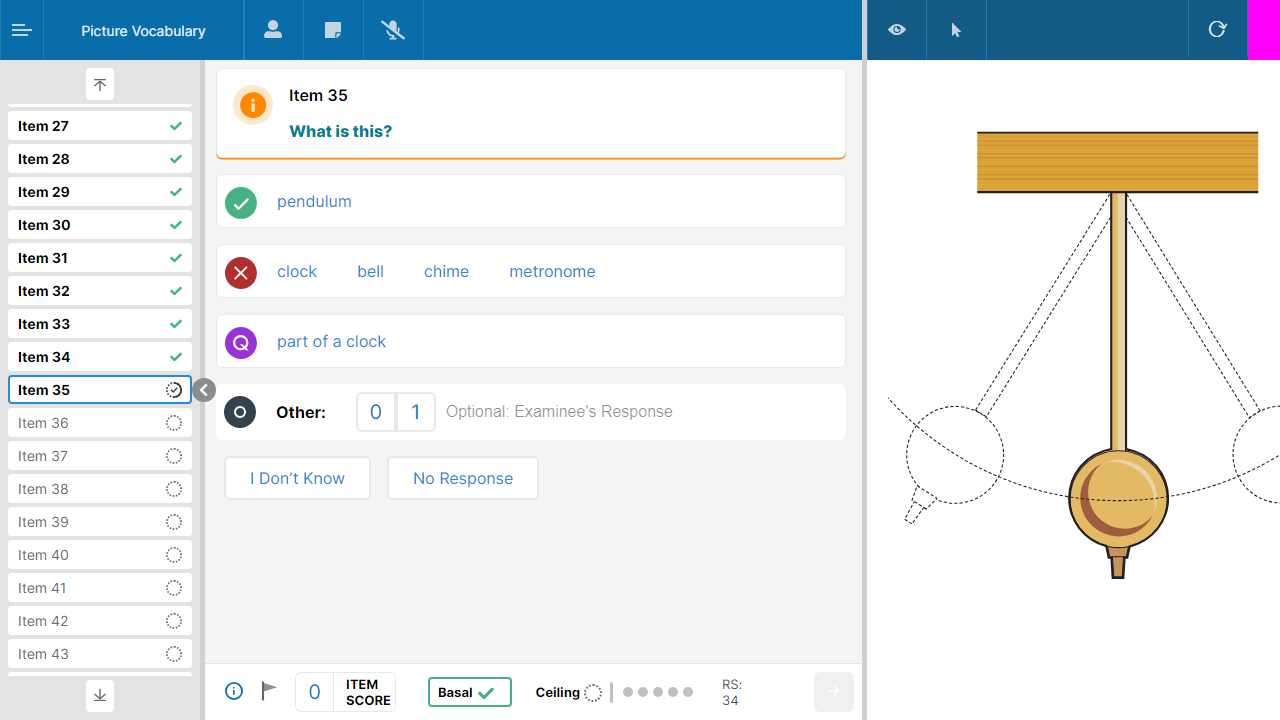 Picture Vocabulary
Item 27
Item 28
Item 29
Item 30
Item 31
Item 32
Item 33
Item 34
Item 35
Item 36
Item 37
Item 38
Item 39
Item 40
Item 41
Item 42
Item 43
Item 35
What is this?
pendulum
clock bell chime metronome
Q part of a clock
Other: 0 1 Optional: Examinee's Response
I Don't Know No Response
0 ITEM SCORE
Basal
Ceiling
RS:
34